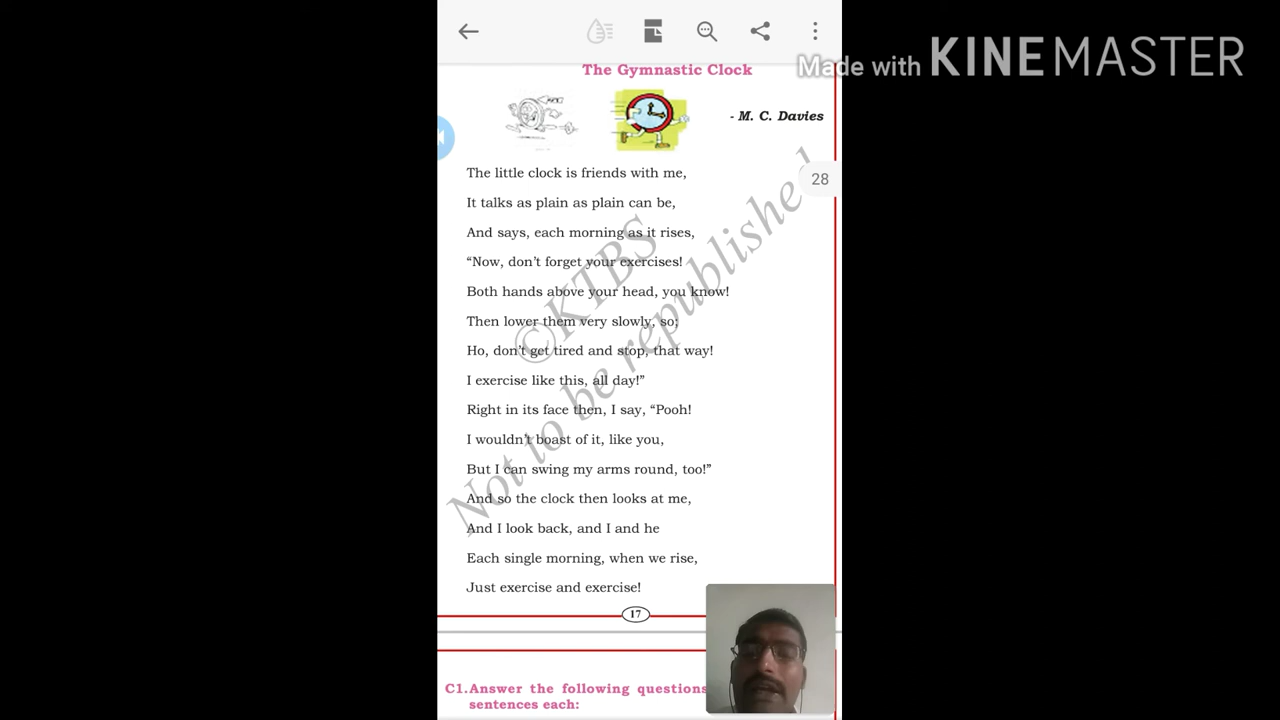 Made with KINEMASTER
The Gymnastic Clock
- M. C. Davies
28
The little clock is friends with me,
It talks as plain as plain can be,
And says, each morning as it rises,
“Now, don’t forget your exercises!
Both hands above your head, you know!
Then lower them very slowly, so;
Ho, don’t get tired and stop, that way!
I exercise like this, all day!”
Right in its face then, I say, “Pooh!
I wouldn’t boast of it, like you,
But I can swing my arms round, too!”
And so the clock then looks at me,
And I look back, and I and he
Each single morning, when we rise,
Just exercise and exercise!
©KTBS
Not to be republished
17
C1.Answer the following questions
sentences each: